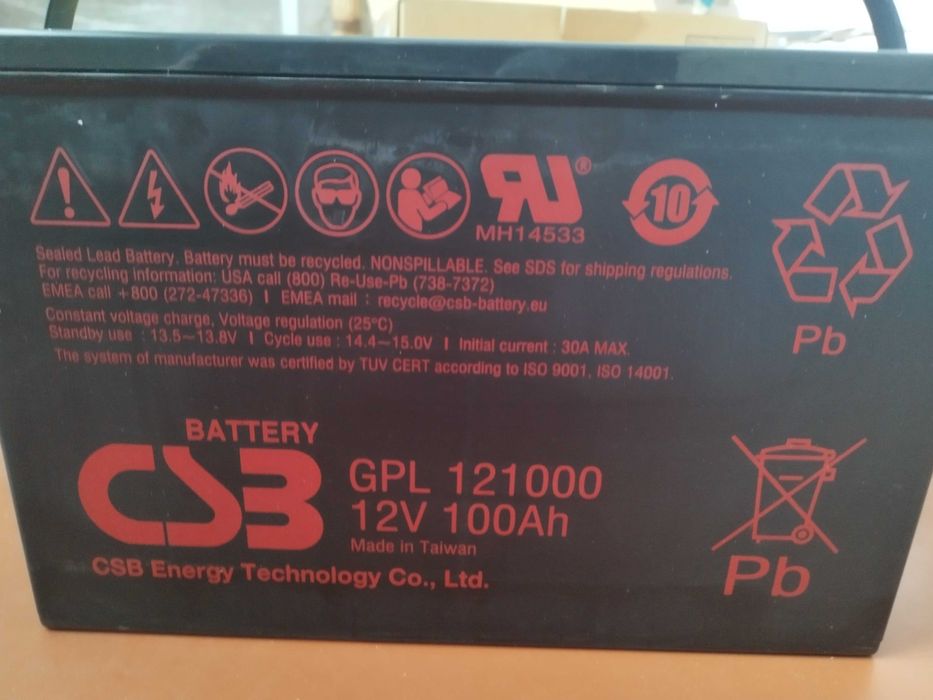 RU®
MH14533
10
Sealed Lead Battery. Battery must be recycled. NONSPILLABLE. See SDS for shipping regulations.
For recycling information: USA call (800) Re-Use-Pb (738-7372)
EMEA call +800 (272-47336) I EMEA mail : recycle@csb-battery.eu
Constant voltage charge, Voltage regulation (25°C)
Standby use : 13.5~13.8V I Cycle use : 14.4~15.0V I Initial current : 30A MAX.
The system of manufacturer was certified by TUV CERT according to ISO 9001, ISO 14001.
Pb
BATTERY
CSB
GPL 121000
12V 100Ah
Made in Taiwan
CSB Energy Technology Co., Ltd.
Pb